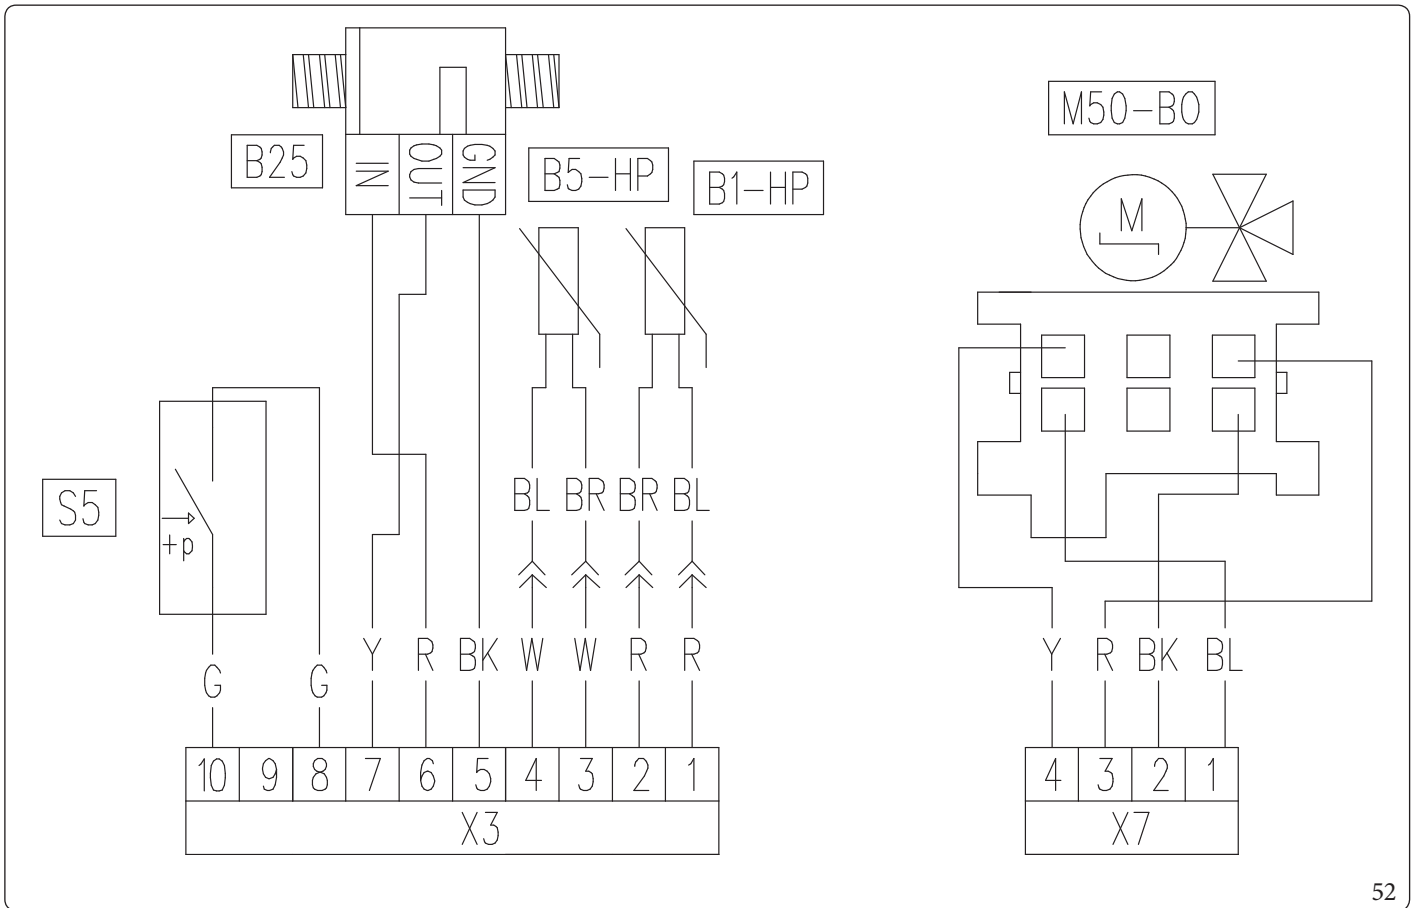 M50-BO
B25
IN
OUT
GND
B5-HP
B1-HP
M
S5
+p
BL BR BR BL
G G Y R BK W W R R
Y R BK BL
10 9 8 7 6 5 4 3 2 1
X3
4 3 2 1
X7
52